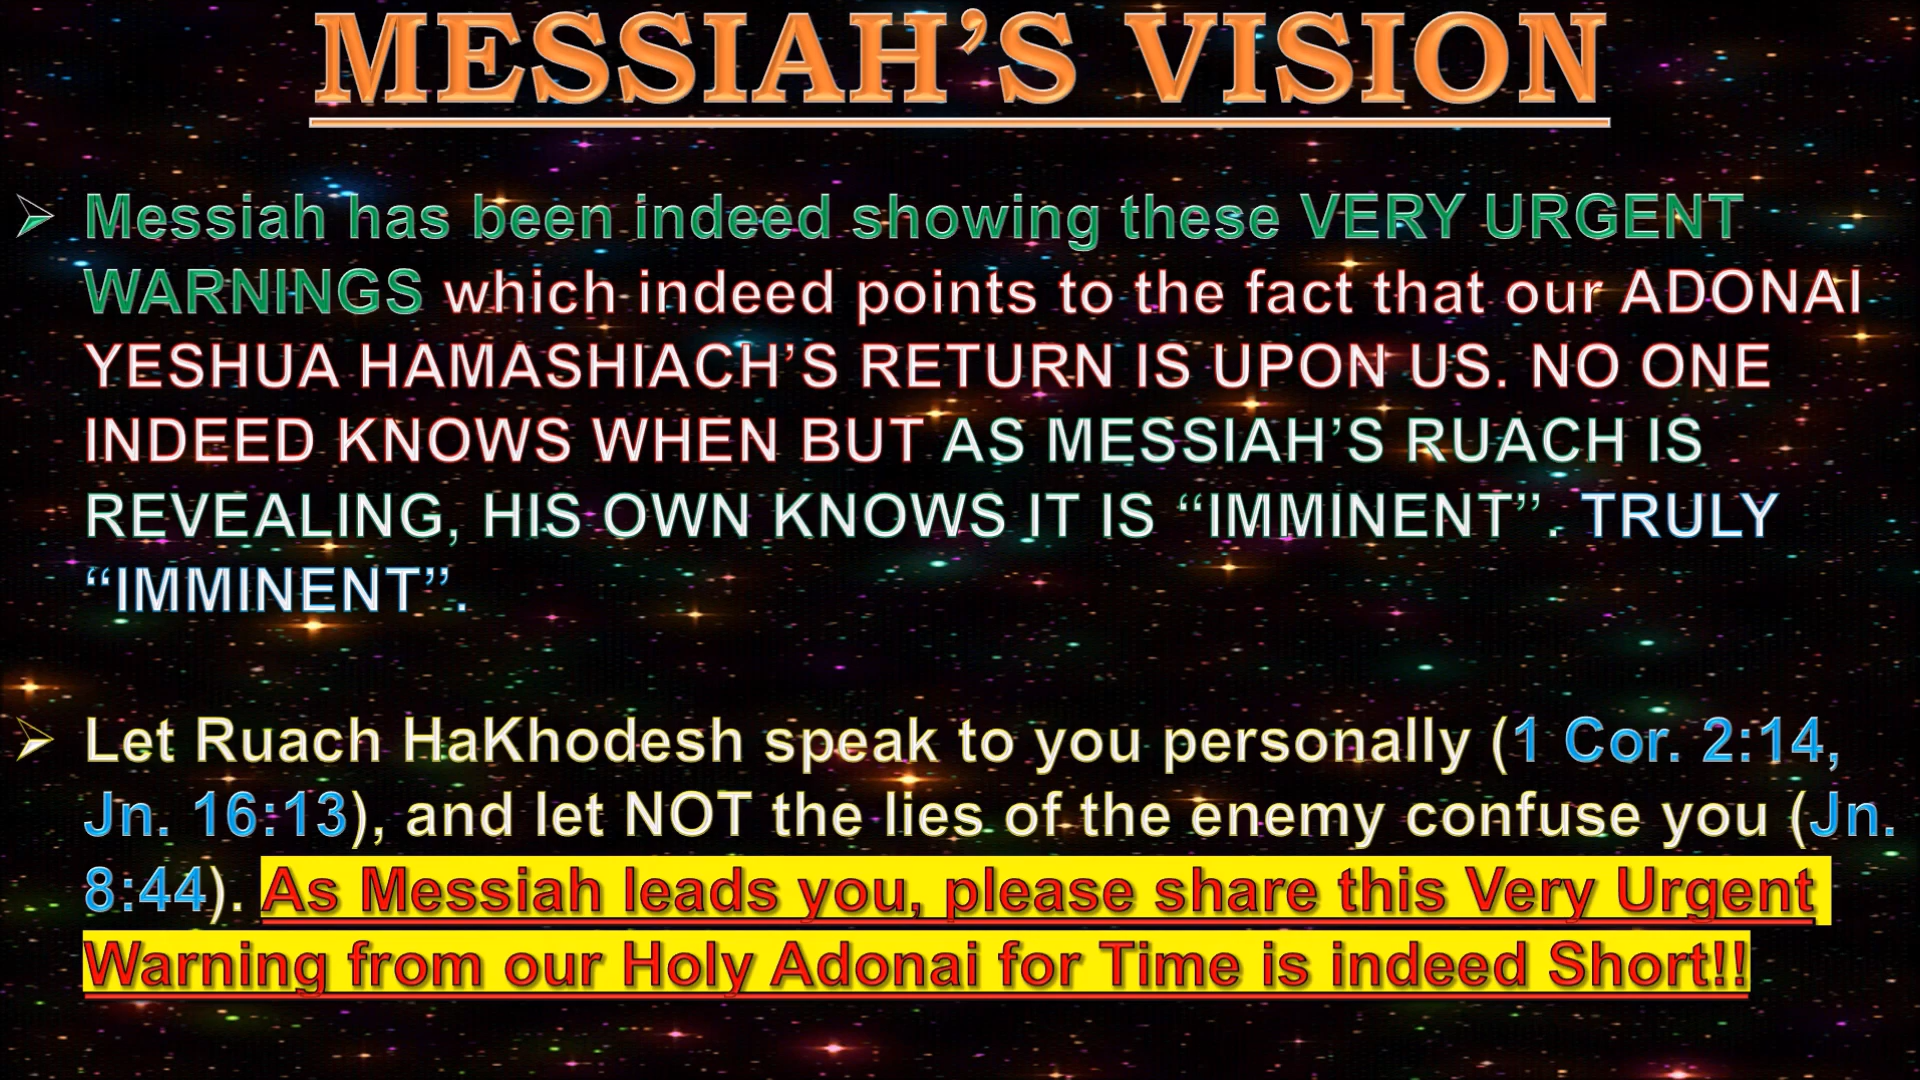 MESSIAH’S VISION
Messiah has been indeed showing these VERY URGENT
WARNINGS which indeed points to the fact that our ADONAI
YESHUA HAMASHIACH’S RETURN IS UPON US. NO ONE
INDEED KNOWS WHEN BUT AS MESSIAH’S RUACH IS
REVEALING, HIS OWN KNOWS IT IS “IMMINENT”. TRULY
“IMMINENT”.
Let Ruach HaKhodesh speak to you personally (1 Cor. 2:14,
Jn. 16:13), and let NOT the lies of the enemy confuse you (Jn.
8:44). As Messiah leads you, please share this Very Urgent
Warning from our Holy Adonai for Time is indeed Short!!